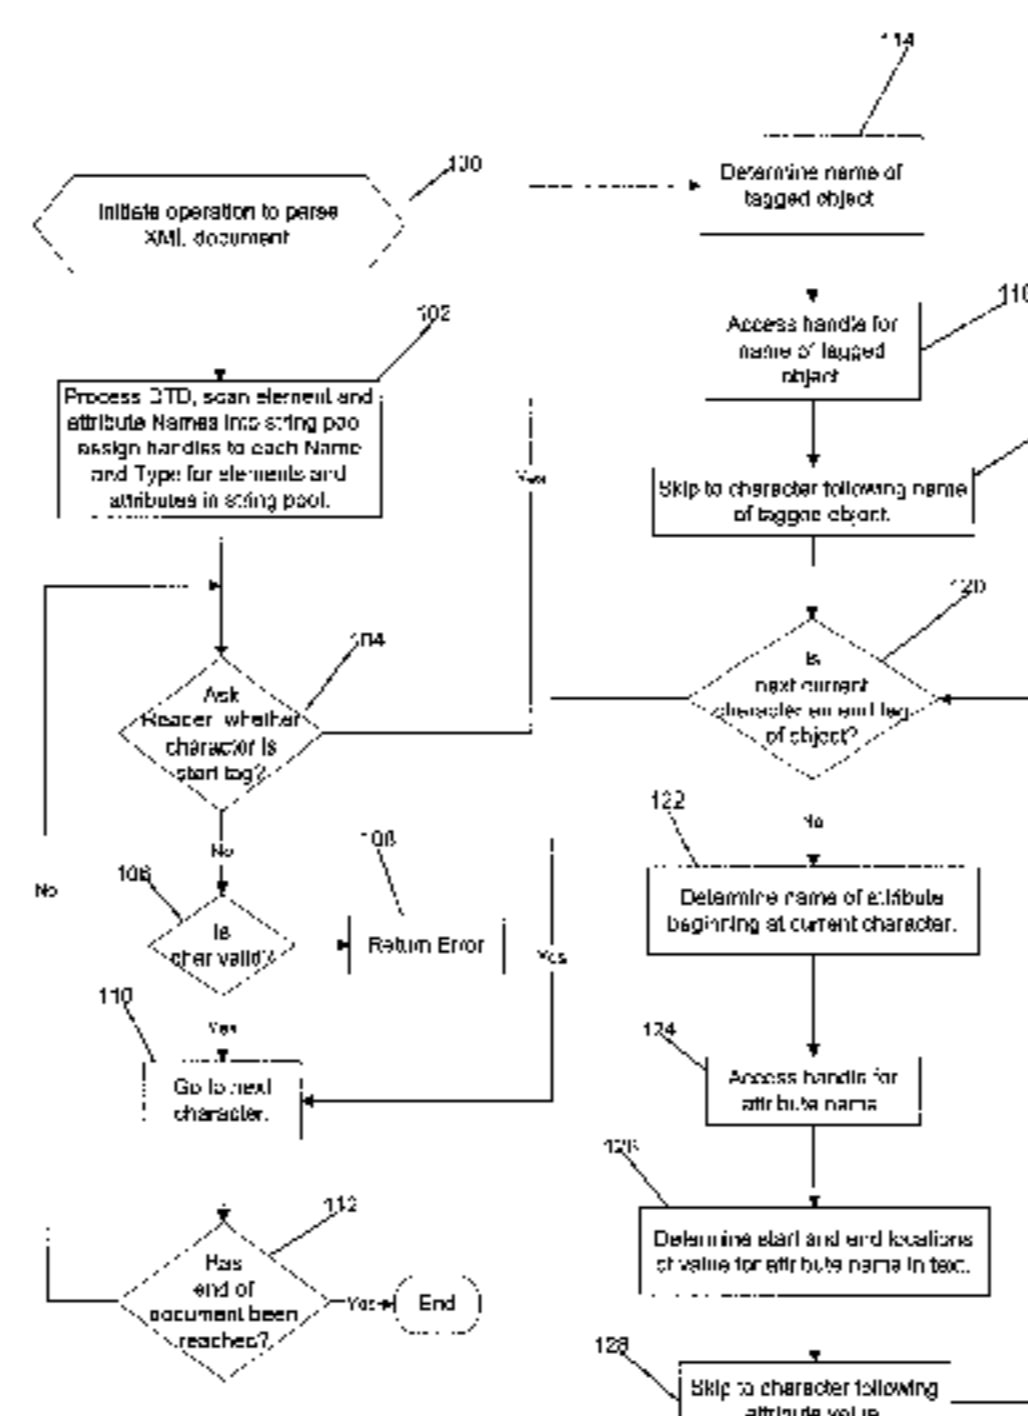 100
Initiate operation to parse
XML document
102
Process DTD, scan element and
attribute Names into string pool
assign handles to each Name
and Type for elements and
attributes in string pool.
104
Ask
Reader whether
character is
start tag?
Yes
No
106
Is
char valid?
108
Return Error
No
Yes
110
Go to next
character.
Yes
112
Has
end of
document been
reached?
Yes
End
114
Determine name of
tagged object
116
Access handle for
name of tagged
object
Skip to character following name
of tagged object.
120
Is
next current
character an end tag
of object?
No
122
Determine name of attribute
beginning at current character.
124
Access handle for
attribute name
126
Determine start and end locations
of value for attribute name in text.
128
Skip to character following
attribute value